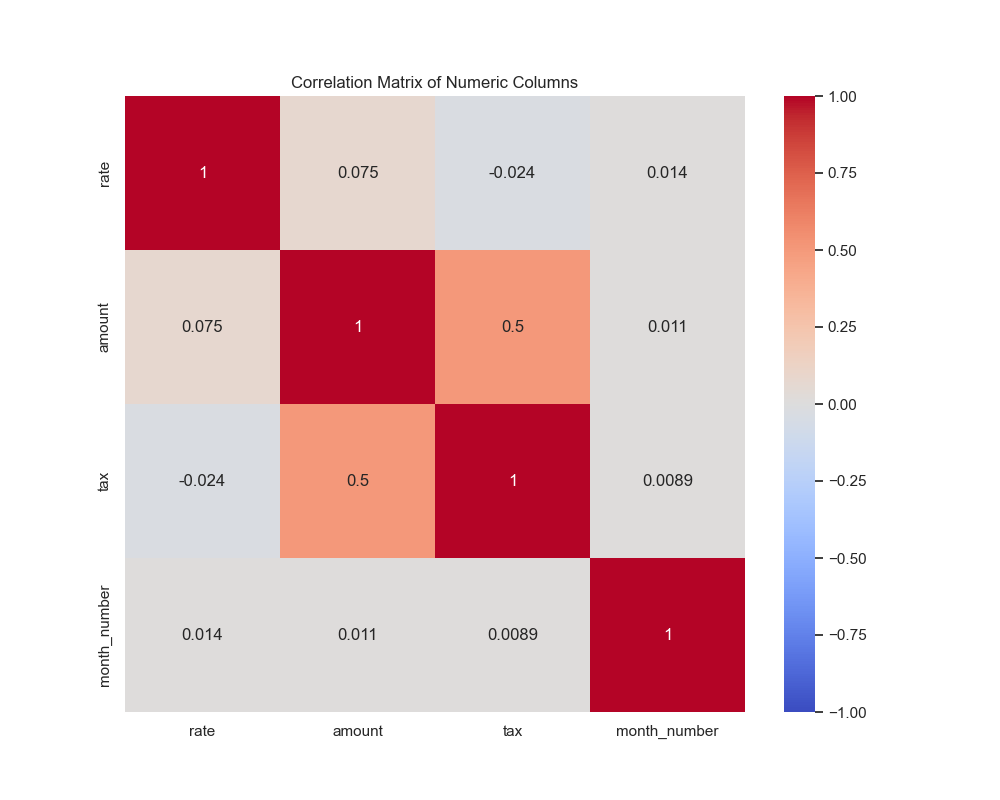 Correlation Matrix of Numeric Columns
rate
1
0.075
-0.024
0.014
amount
0.075
1
0.5
0.011
tax
-0.024
0.5
1
0.0089
month_number
0.014
0.011
0.0089
1
rate
amount
tax
month_number
1.00
0.75
0.50
0.25
0.00
−0.25
−0.50
−0.75
−1.00